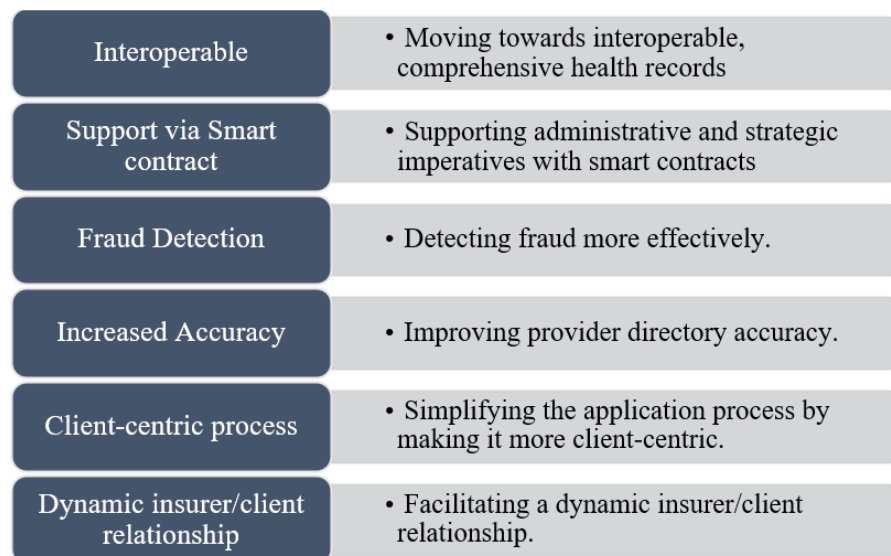 Interoperable
• Moving towards interoperable,
comprehensive health records
Support via Smart
contract
• Supporting administrative and strategic
imperatives with smart contracts
Fraud Detection
• Detecting fraud more effectively.
Increased Accuracy
• Improving provider directory accuracy.
Client-centric process
• Simplifying the application process by
making it more client-centric.
Dynamic insurer/client
relationship
• Facilitating a dynamic insurer/client
relationship.